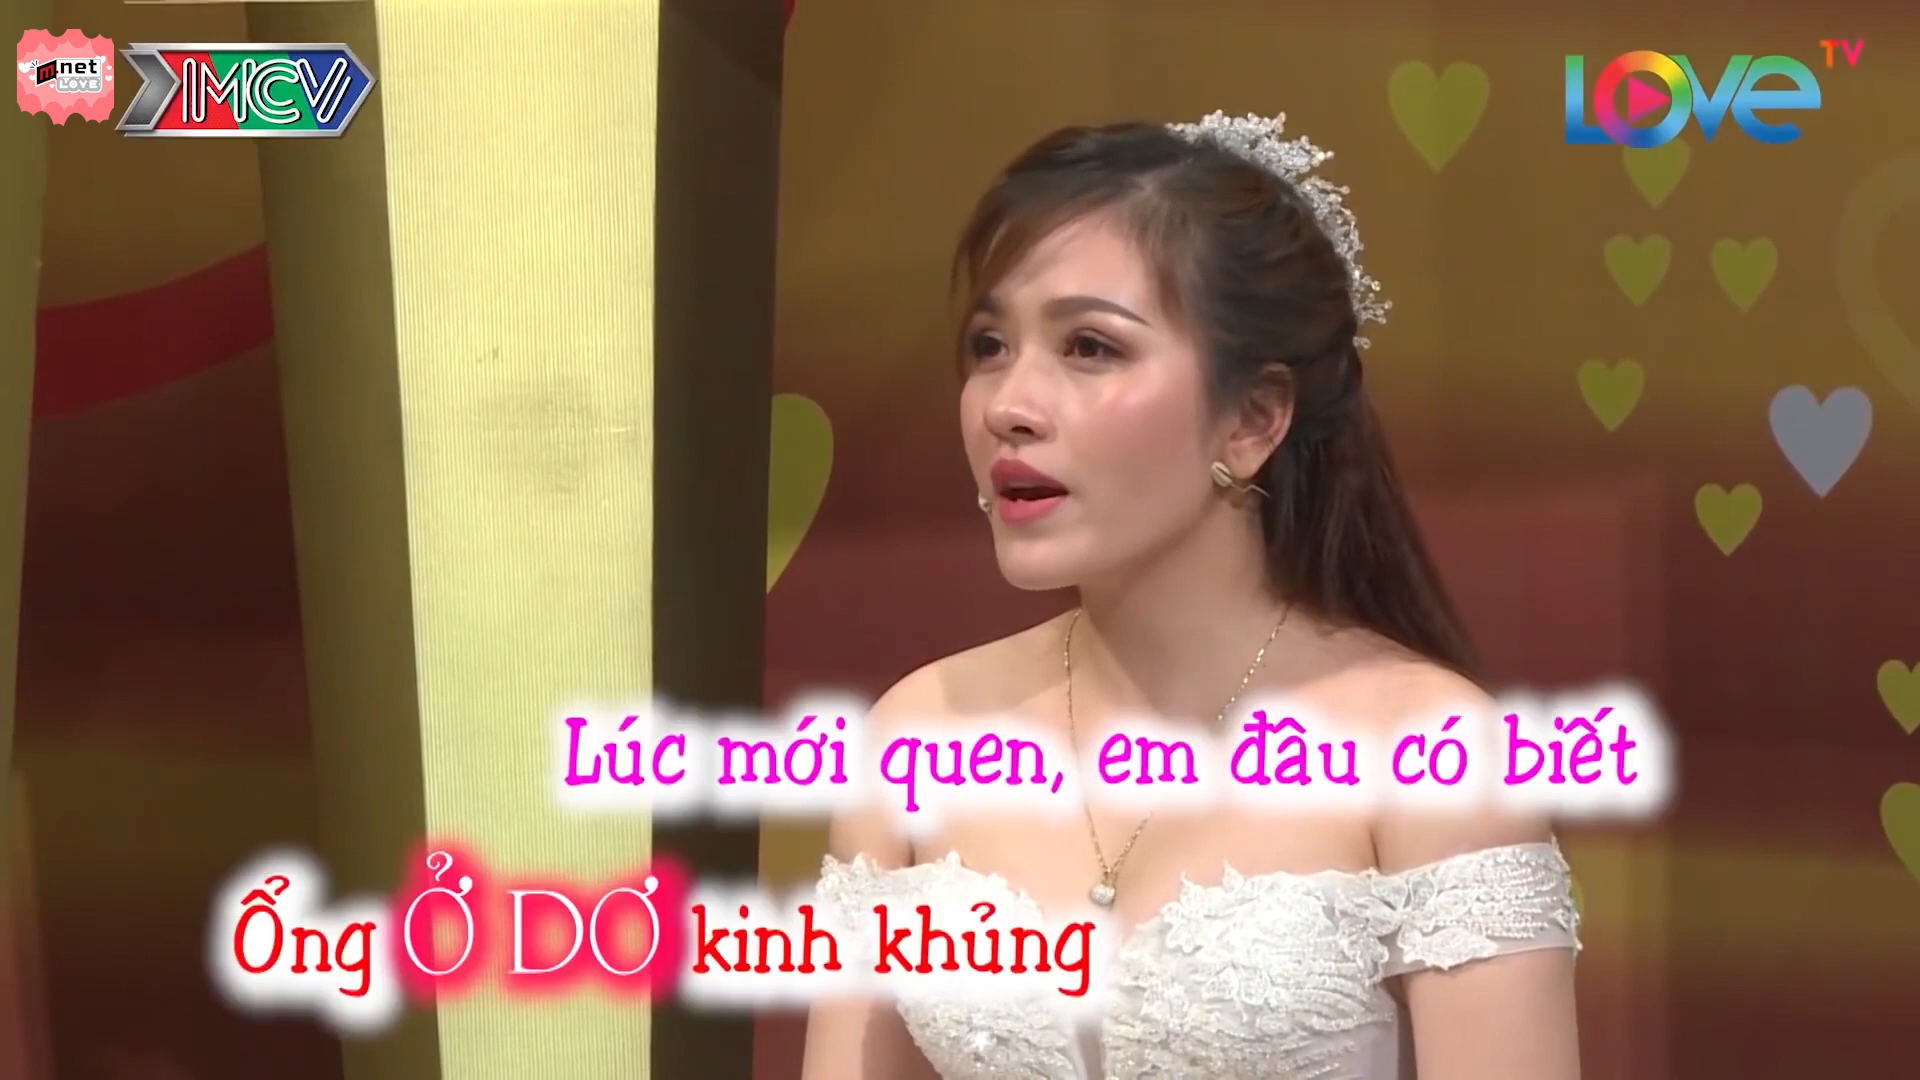 m.net
LOVE
MCV
LOVE TV
Lúc mới quen, em đâu có biết
Ổng Ở DƠ kinh khủng